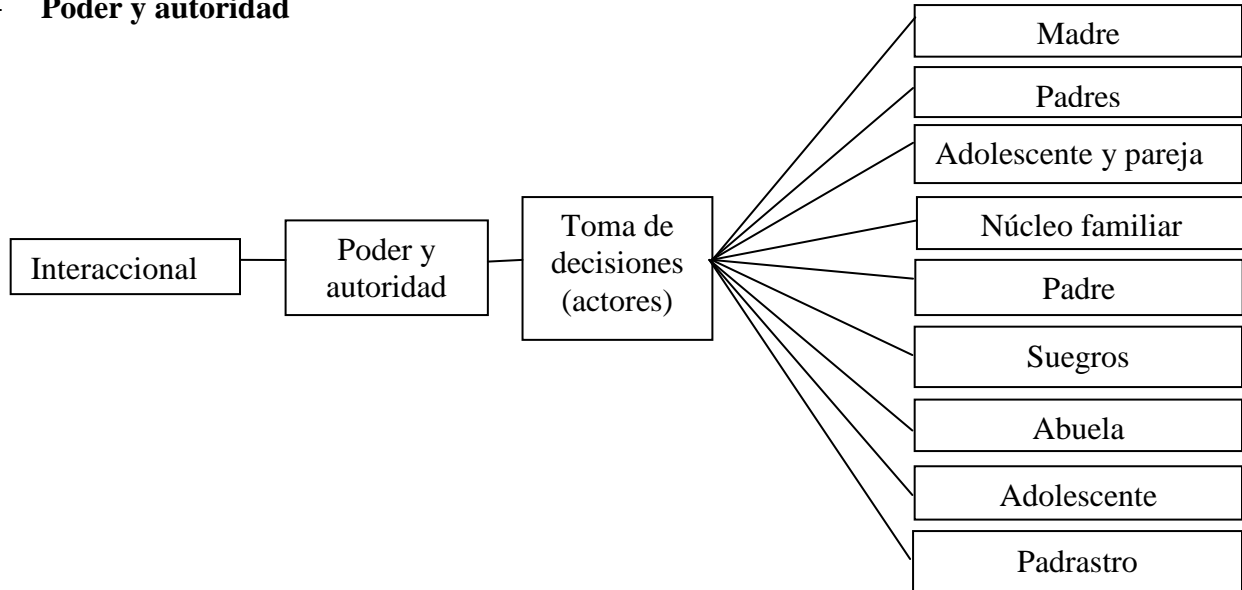 - Poder y autoridad
Interaccional
Poder y
autoridad
Toma de
decisiones
(actores)
Madre
Padres
Adolescente y pareja
Núcleo familiar
Padre
Suegros
Abuela
Adolescente
Padrastro